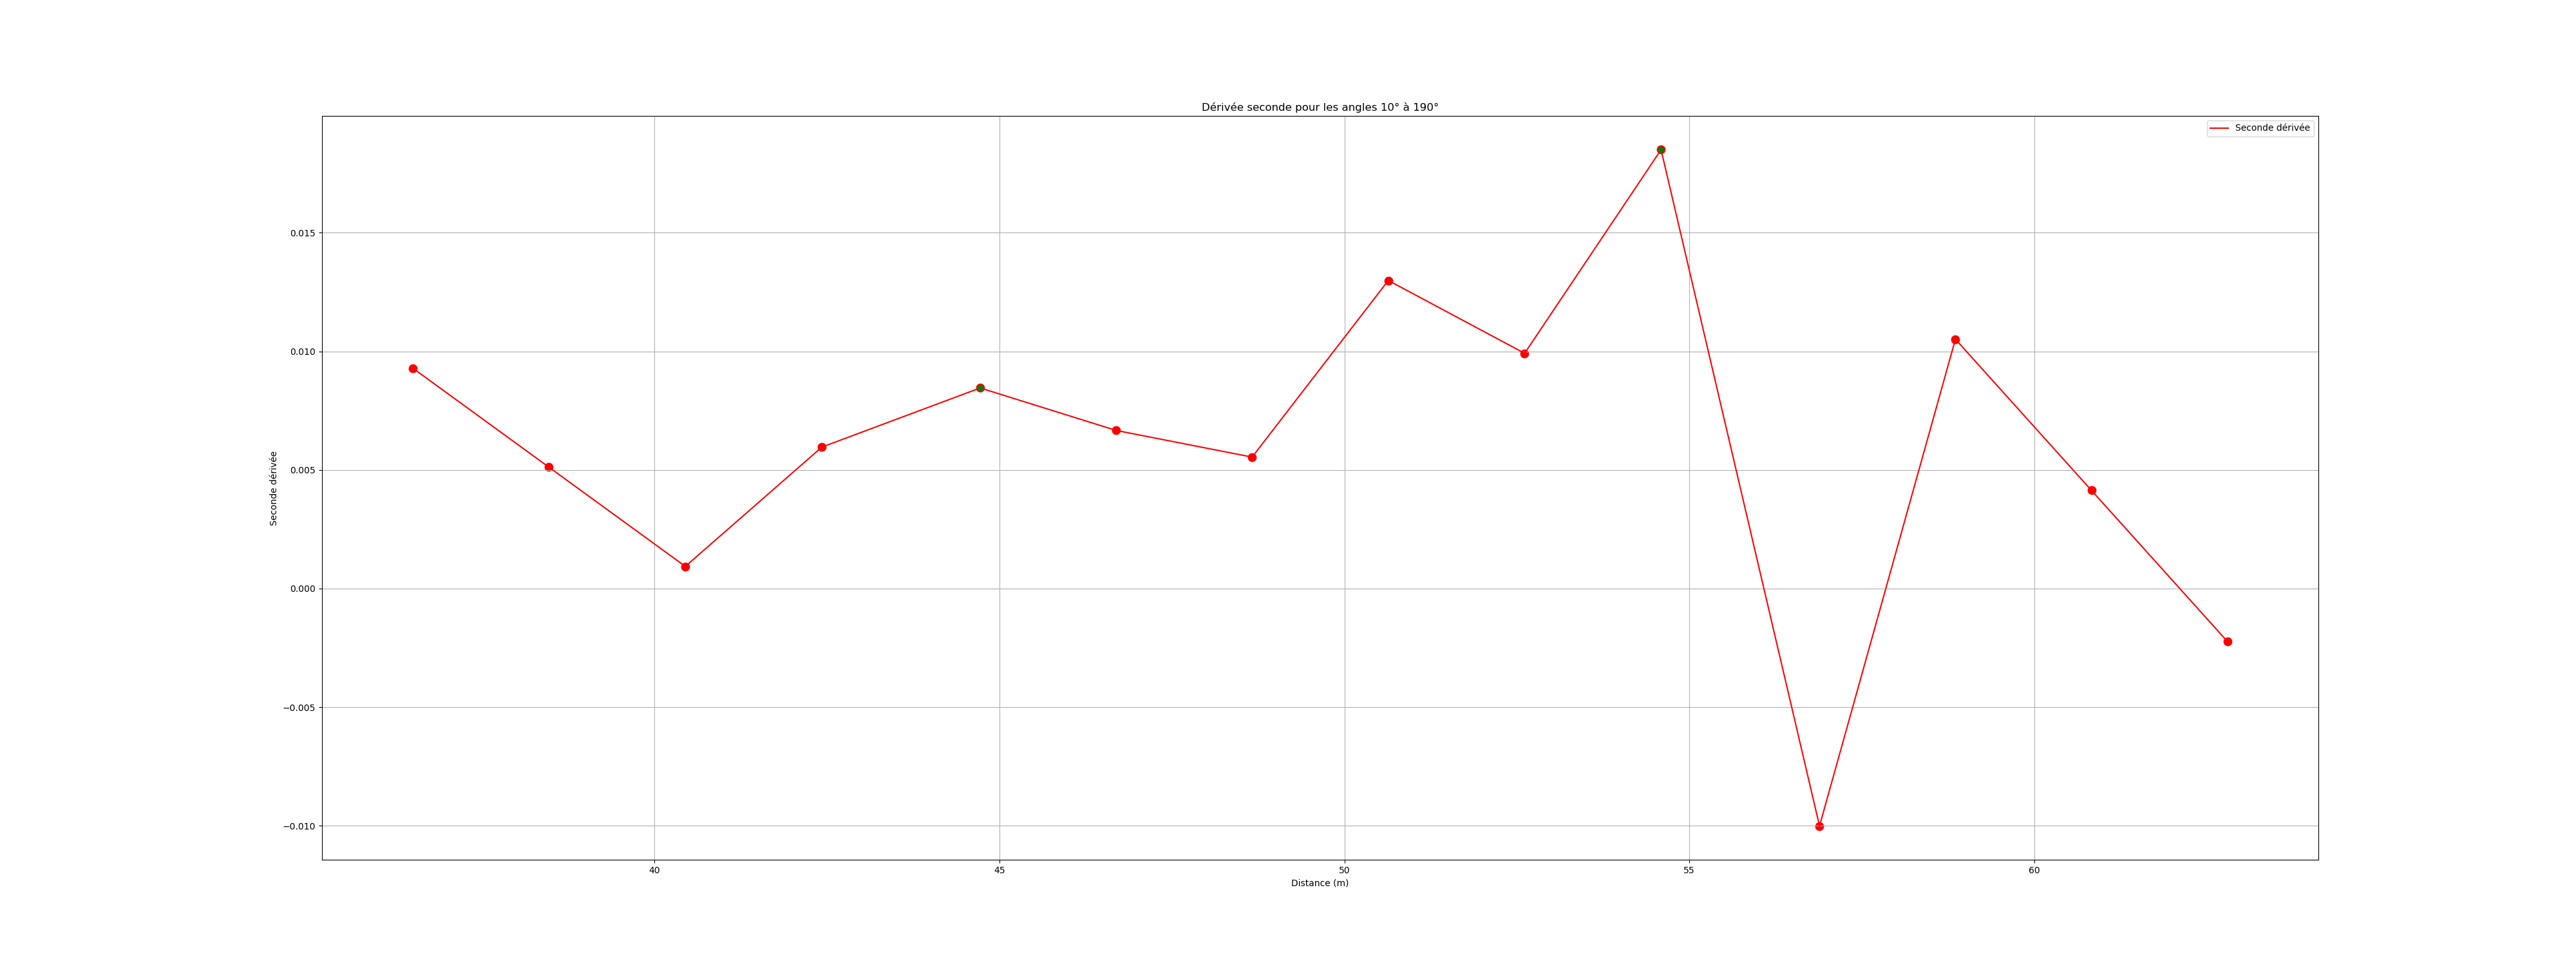 Dérivée seconde pour les angles 10° à 190°
Seconde dérivée
0.015
0.010
0.005
0.000
−0.005
−0.010
Seconde dérivée
40
45
50
55
60
Distance (m)